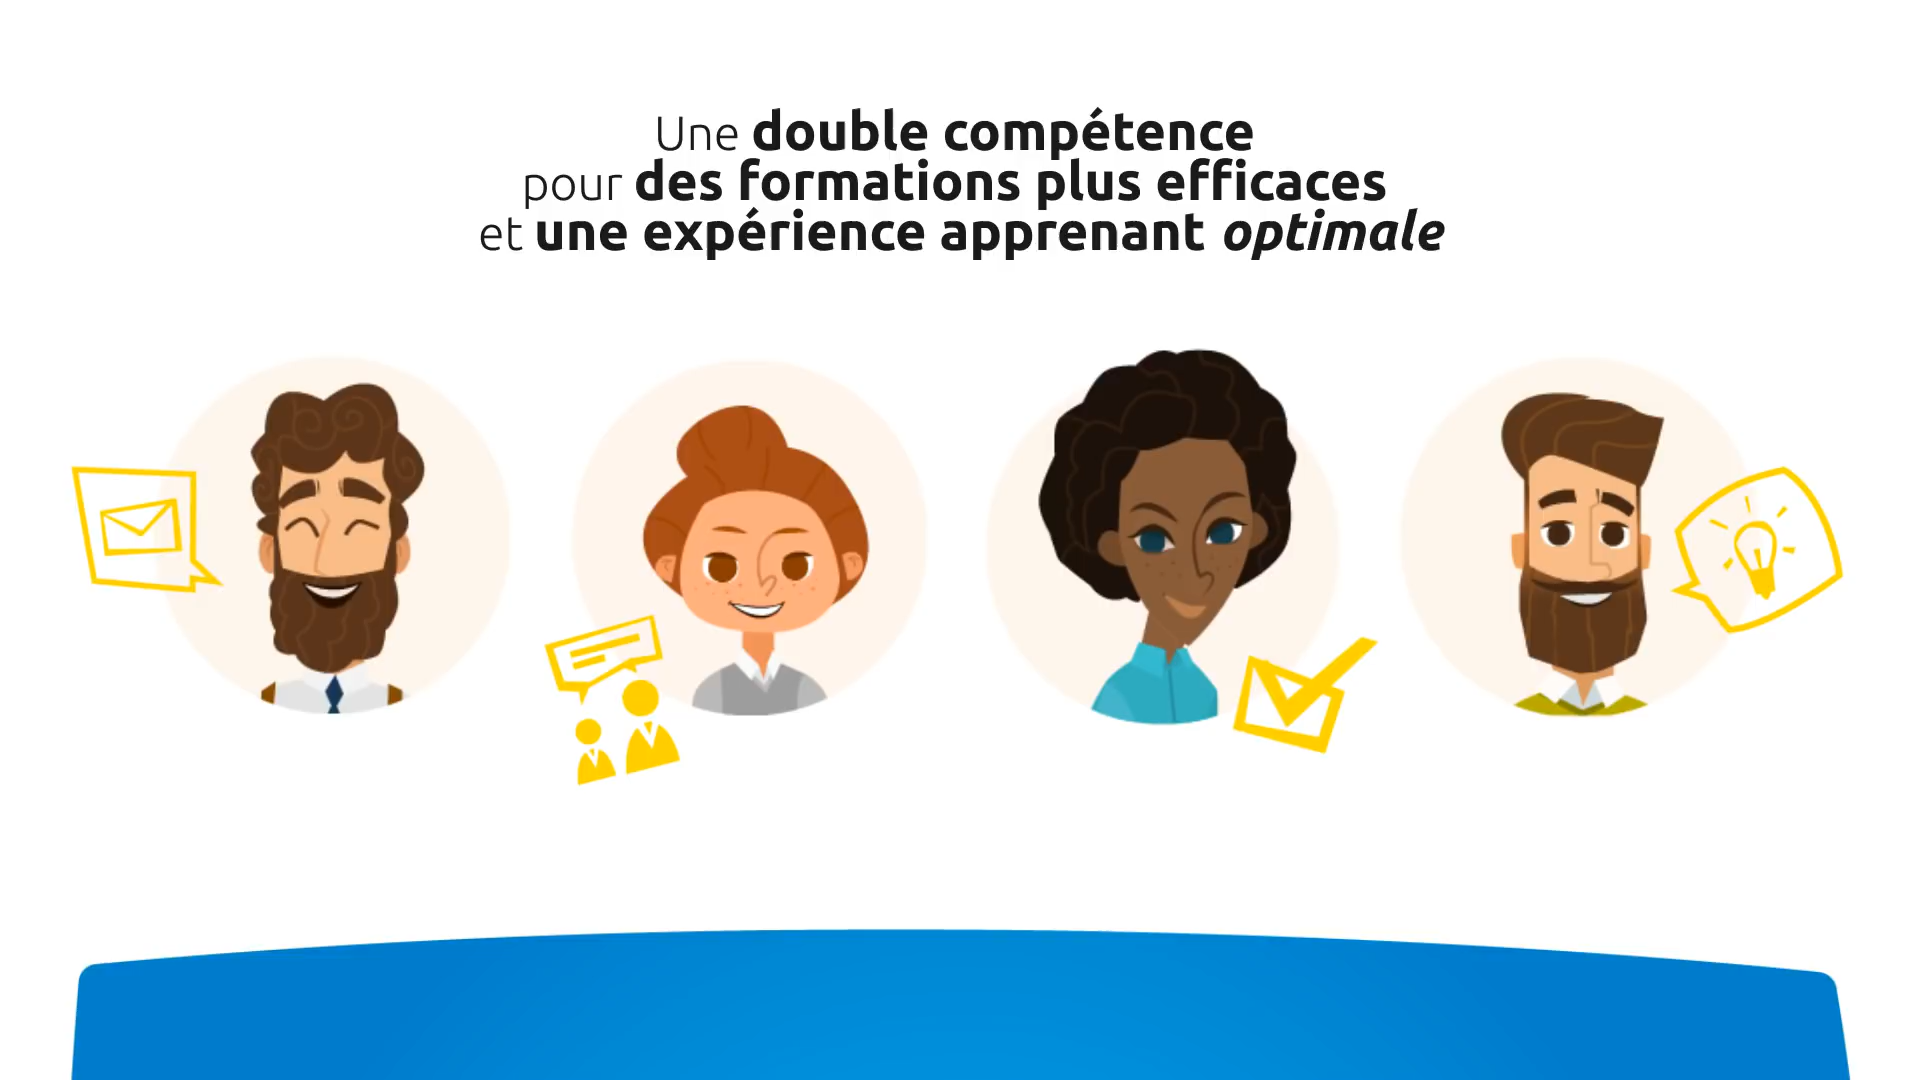 Une double compétence
pour des formations plus efficaces
et une expérience apprenant optimale